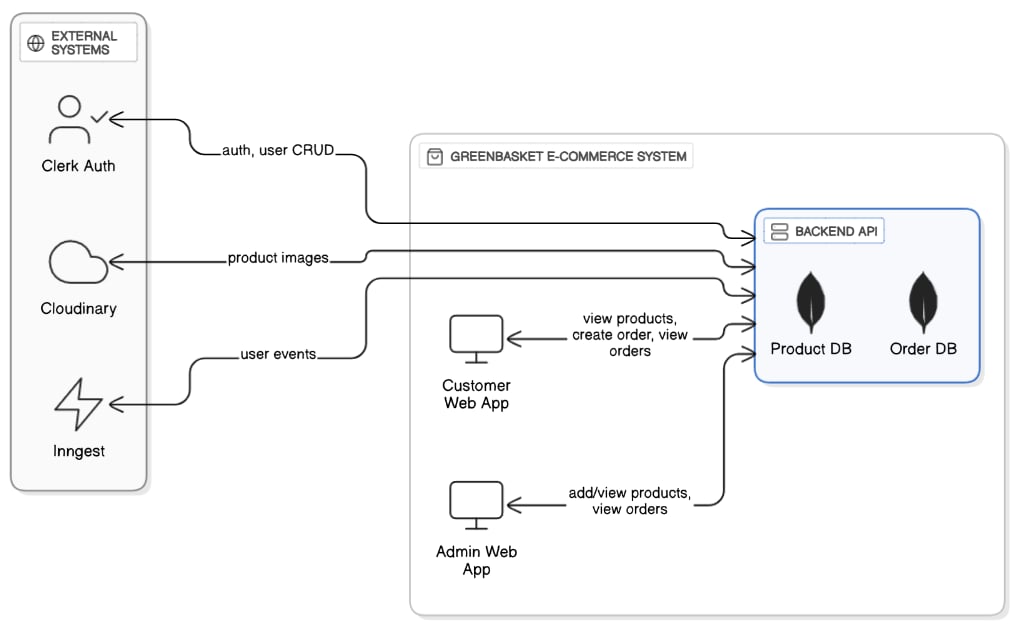 EXTERNAL
SYSTEMS
Clerk Auth
auth, user CRUD
Cloudinary
product images
Inngest
user events
GREENBASKET E-COMMERCE SYSTEM
BACKEND API
Product DB
Order DB
view products,
create order, view
orders
Customer
Web App
add/view products,
view orders
Admin Web
App